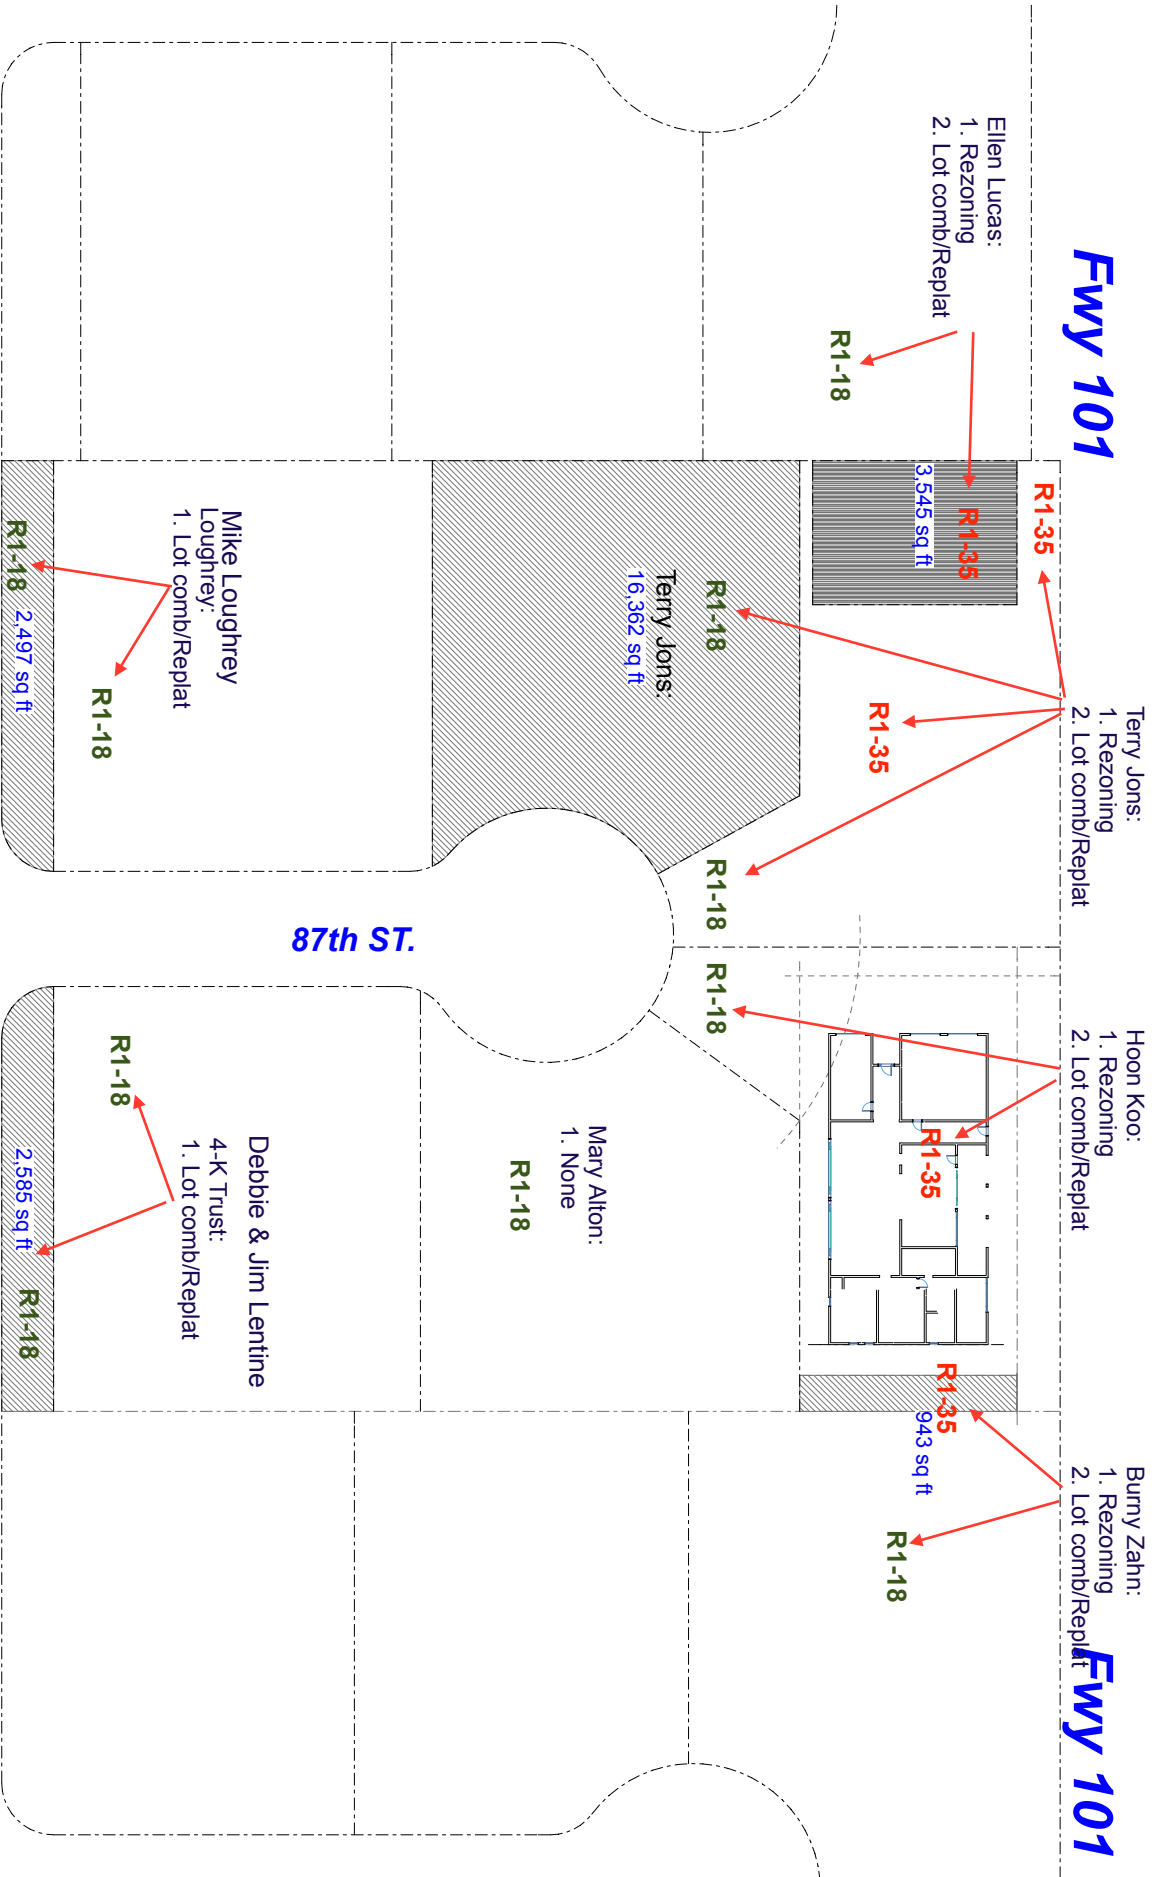 Fwy 101
Ellen Lucas:
1. Rezoning
2. Lot comb/Replat
R1-18
R1-35
R1-35
3,545 sq ft
Terry Jons:
1. Rezoning
2. Lot comb/Replat
R1-18
Terry Jons:
16,362 sq ft
R1-35
R1-18
Mike Loughrey
Loughrey:
1. Lot comb/Replat
R1-18
2,497 sq ft
R1-18
87th ST.
Hoon Koo:
1. Rezoning
2. Lot comb/Replat
R1-18
R1-35
Mary Alton:
1. None
R1-18
Debbie & Jim Lentine
4-K Trust:
1. Lot comb/Replat
R1-18
2,585 sq ft
R1-18
Burny Zahn:
1. Rezoning
2. Lot comb/Replat
R1-35
943 sq ft
R1-18
Fwy 101